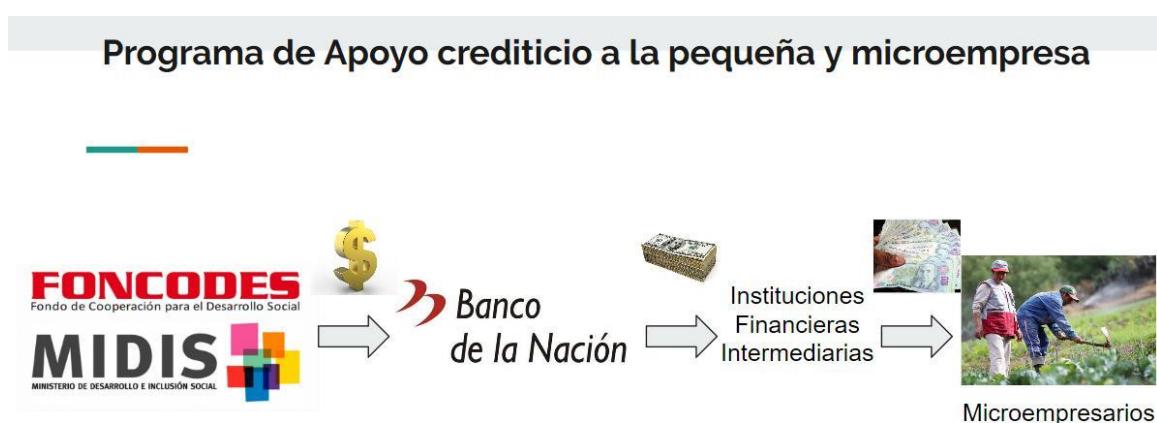 Programa de Apoyo crediticio a la pequeña y microempresa
FONCODES
Fondo de Cooperación para el Desarrollo Social
MIDIS
MINISTERIO DE DESARROLLO E INCLUSIÓN SOCIAL
$
Banco
de la Nación
Instituciones
Financieras
Intermediarias
Microempresarios